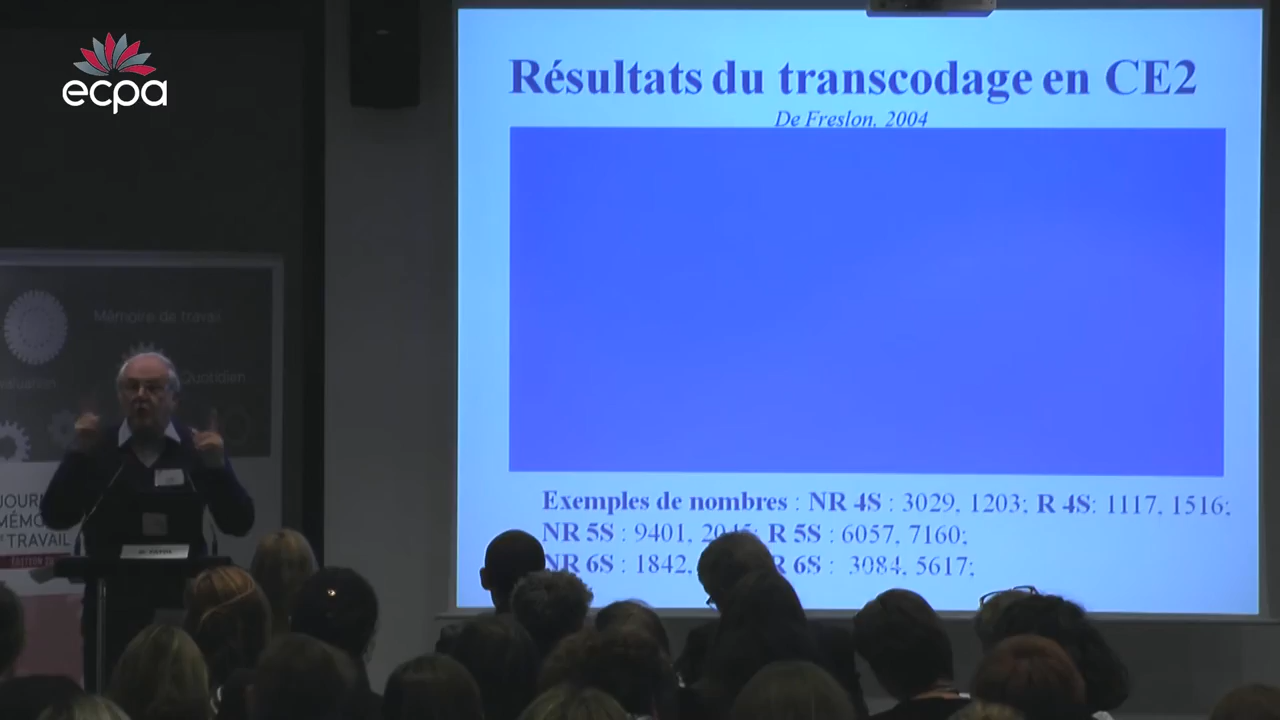 ecpa
Résultats du transcodage en CE2
De Freslon, 2004
Mémoire de travail
Quotidien
Exemples de nombres : NR 4S : 3029, 1203; R 4S: 1117, 1516;
NR 5S : 9401, R 5S : 6057, 7160;
NR 6S : 1842, R 6S : 3084, 5617;
TRAVAIL